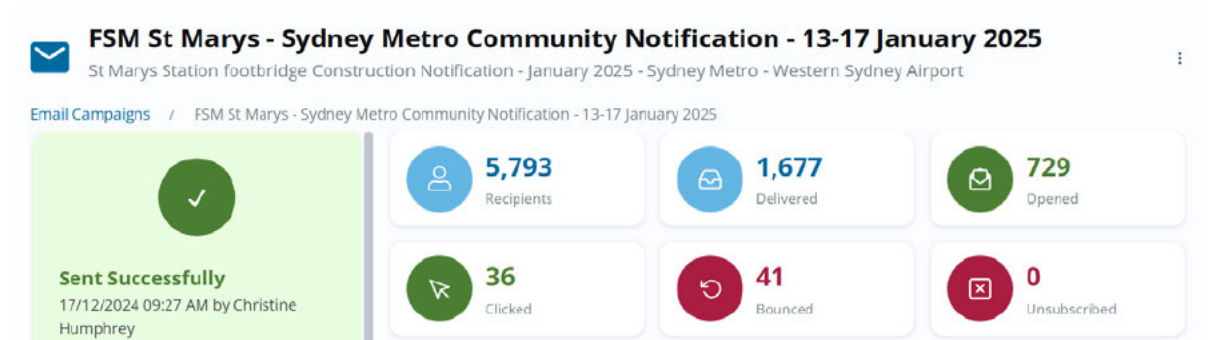 FSM St Marys - Sydney Metro Community Notification - 13-17 January 2025
St Marys Station footbridge Construction Notification - January 2025 - Sydney Metro - Western Sydney Airport
Email Campaigns / FSM St Marys - Sydney Metro Community Notification - 13-17 January 2025
Sent Successfully
17/12/2024 09:27 AM by Christine
Humphrey
5,793
Recipients
1,677
Delivered
729
Opened
36
Clicked
41
Bounced
0
Unsubscribed